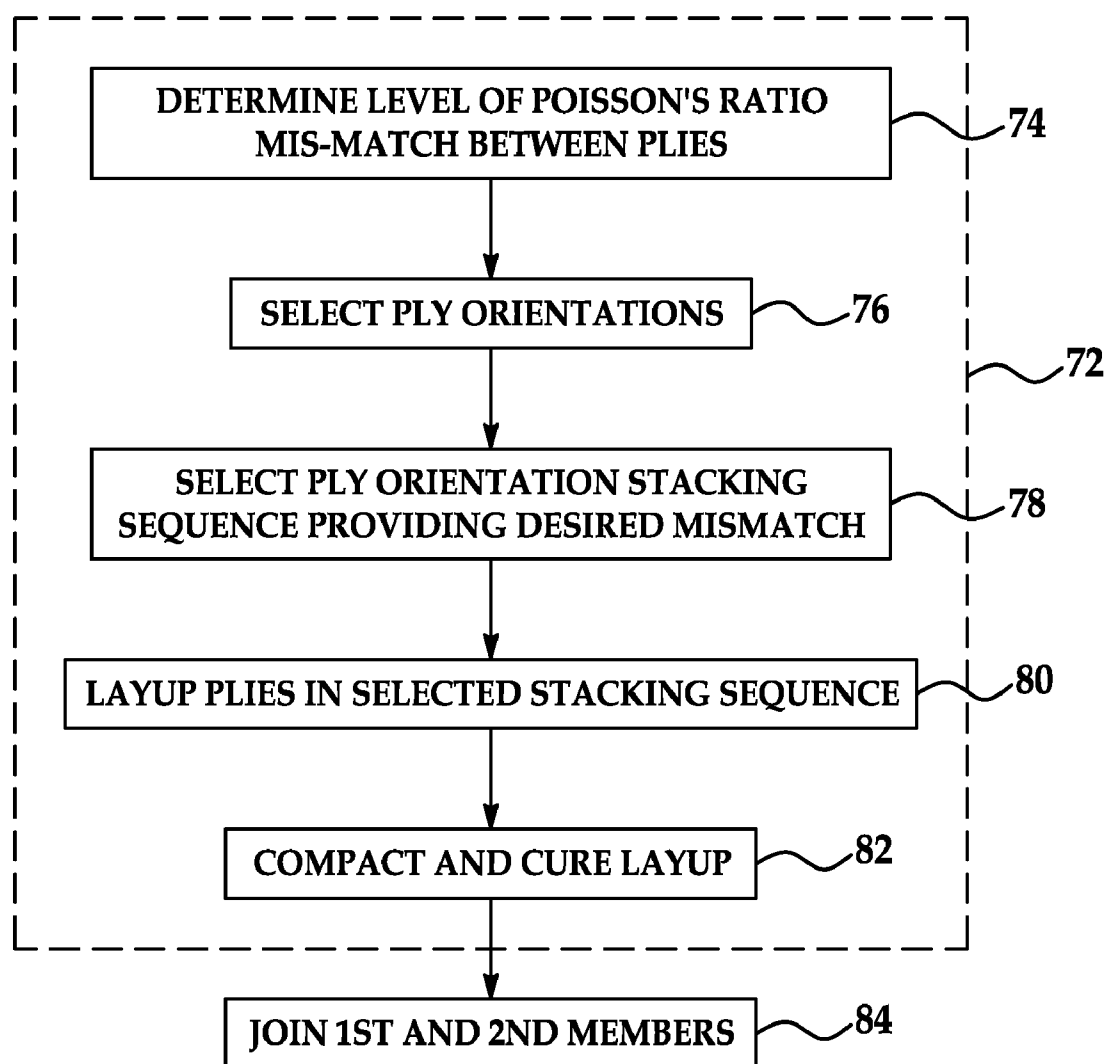 DETERMINE LEVEL OF POISSON'S RATIO
MIS-MATCH BETWEEN PLIES
74
SELECT PLY ORIENTATIONS
76
72
SELECT PLY ORIENTATION STACKING
SEQUENCE PROVIDING DESIRED MISMATCH
78
LAYUP PLIES IN SELECTED STACKING SEQUENCE
80
COMPACT AND CURE LAYUP
82
JOIN 1ST AND 2ND MEMBERS
84